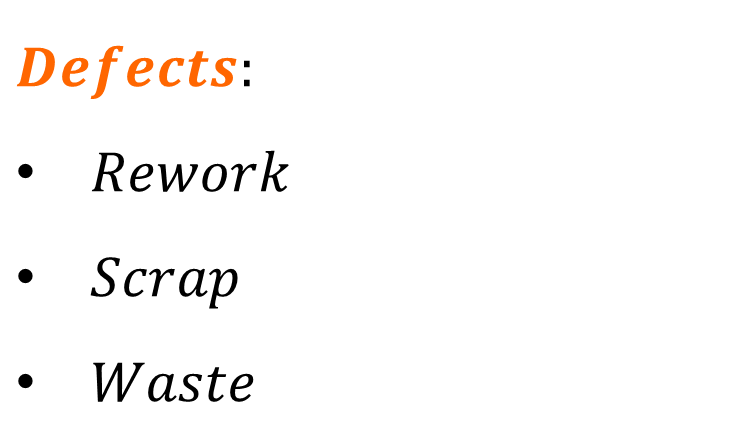 Defects:
• Rework
• Scrap
• Waste